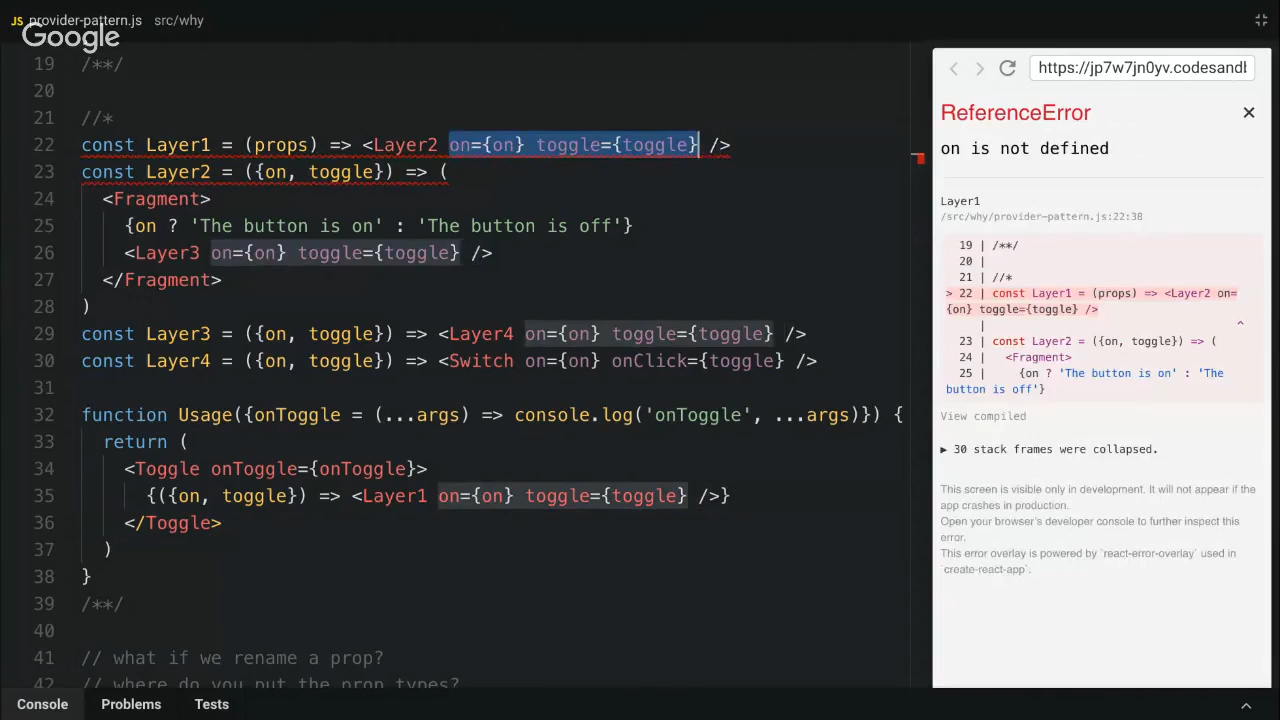 JS provider-pattern.js src/why
Google
19 /**/
20
21 //*
22 const Layer1 = (props) => <Layer2 on={on} toggle={toggle} />
23 const Layer2 = ({on, toggle}) => (
24 <Fragment>
25 {on ? 'The button is on' : 'The button is off'}
26 <Layer3 on={on} toggle={toggle} />
27 </Fragment>
28 )
29 const Layer3 = ({on, toggle}) => <Layer4 on={on} toggle={toggle} />
30 const Layer4 = ({on, toggle}) => <Switch on={on} onClick={toggle} />
31
32 function Usage({onToggle = (...args) => console.log('onToggle', ...args)}) {
33 return (
34 <Toggle onToggle={onToggle}>
35 {({on, toggle}) => <Layer1 on={on} toggle={toggle} />}
36 </Toggle>
37 )
38 }
39 /**/
40
41 // what if we rename a prop?
42 // where do you put the prop types?
Console Problems Tests
https://jp7w7jn0yv.codesandb
ReferenceError ×
on is not defined
Layer1
/src/why/provider-pattern.js:22:38
19 | /**/
20 |
21 | //*
> 22 | const Layer1 = (props) => <Layer2 on=
{on} toggle={toggle} />
| ^
23 | const Layer2 = ({on, toggle}) => (
24 | <Fragment>
25 | {on ? 'The button is on' : 'The
button is off'}
View compiled
▶ 30 stack frames were collapsed.
This screen is visible only in development. It will not appear if the
app crashes in production.
Open your browser's developer console to further inspect this
error.
This error overlay is powered by `react-error-overlay` used in
`create-react-app`.